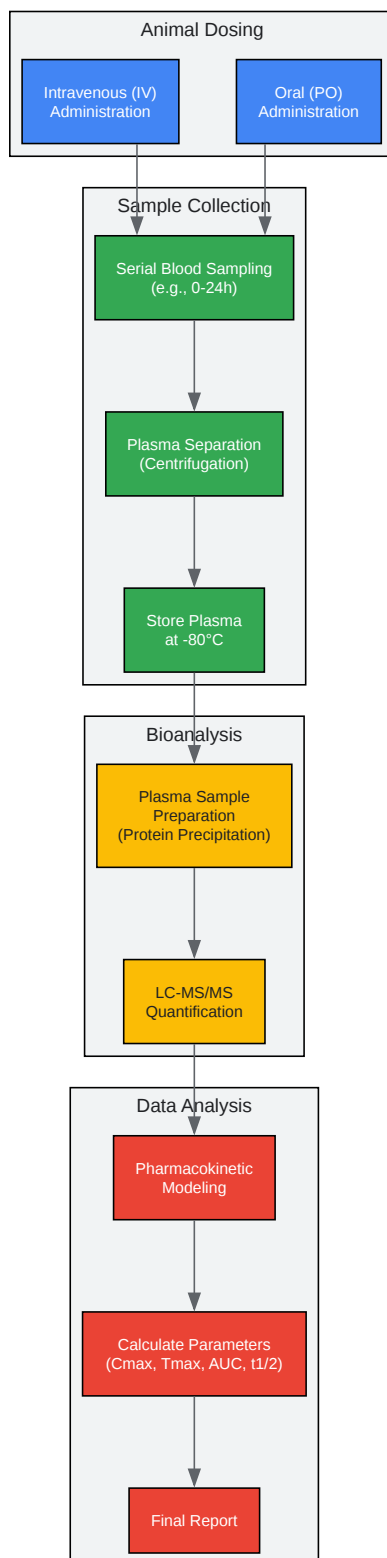 Animal Dosing
Intravenous (IV)
Administration
Oral (PO)
Administration
Sample Collection
Serial Blood Sampling
(e.g., 0-24h)
Plasma Separation
(Centrifugation)
Store Plasma
at -80°C
Bioanalysis
Plasma Sample
Preparation
(Protein Precipitation)
LC-MS/MS
Quantification
Data Analysis
Pharmacokinetic
Modeling
Calculate Parameters
(Cmax, Tmax, AUC, t1/2)
Final Report